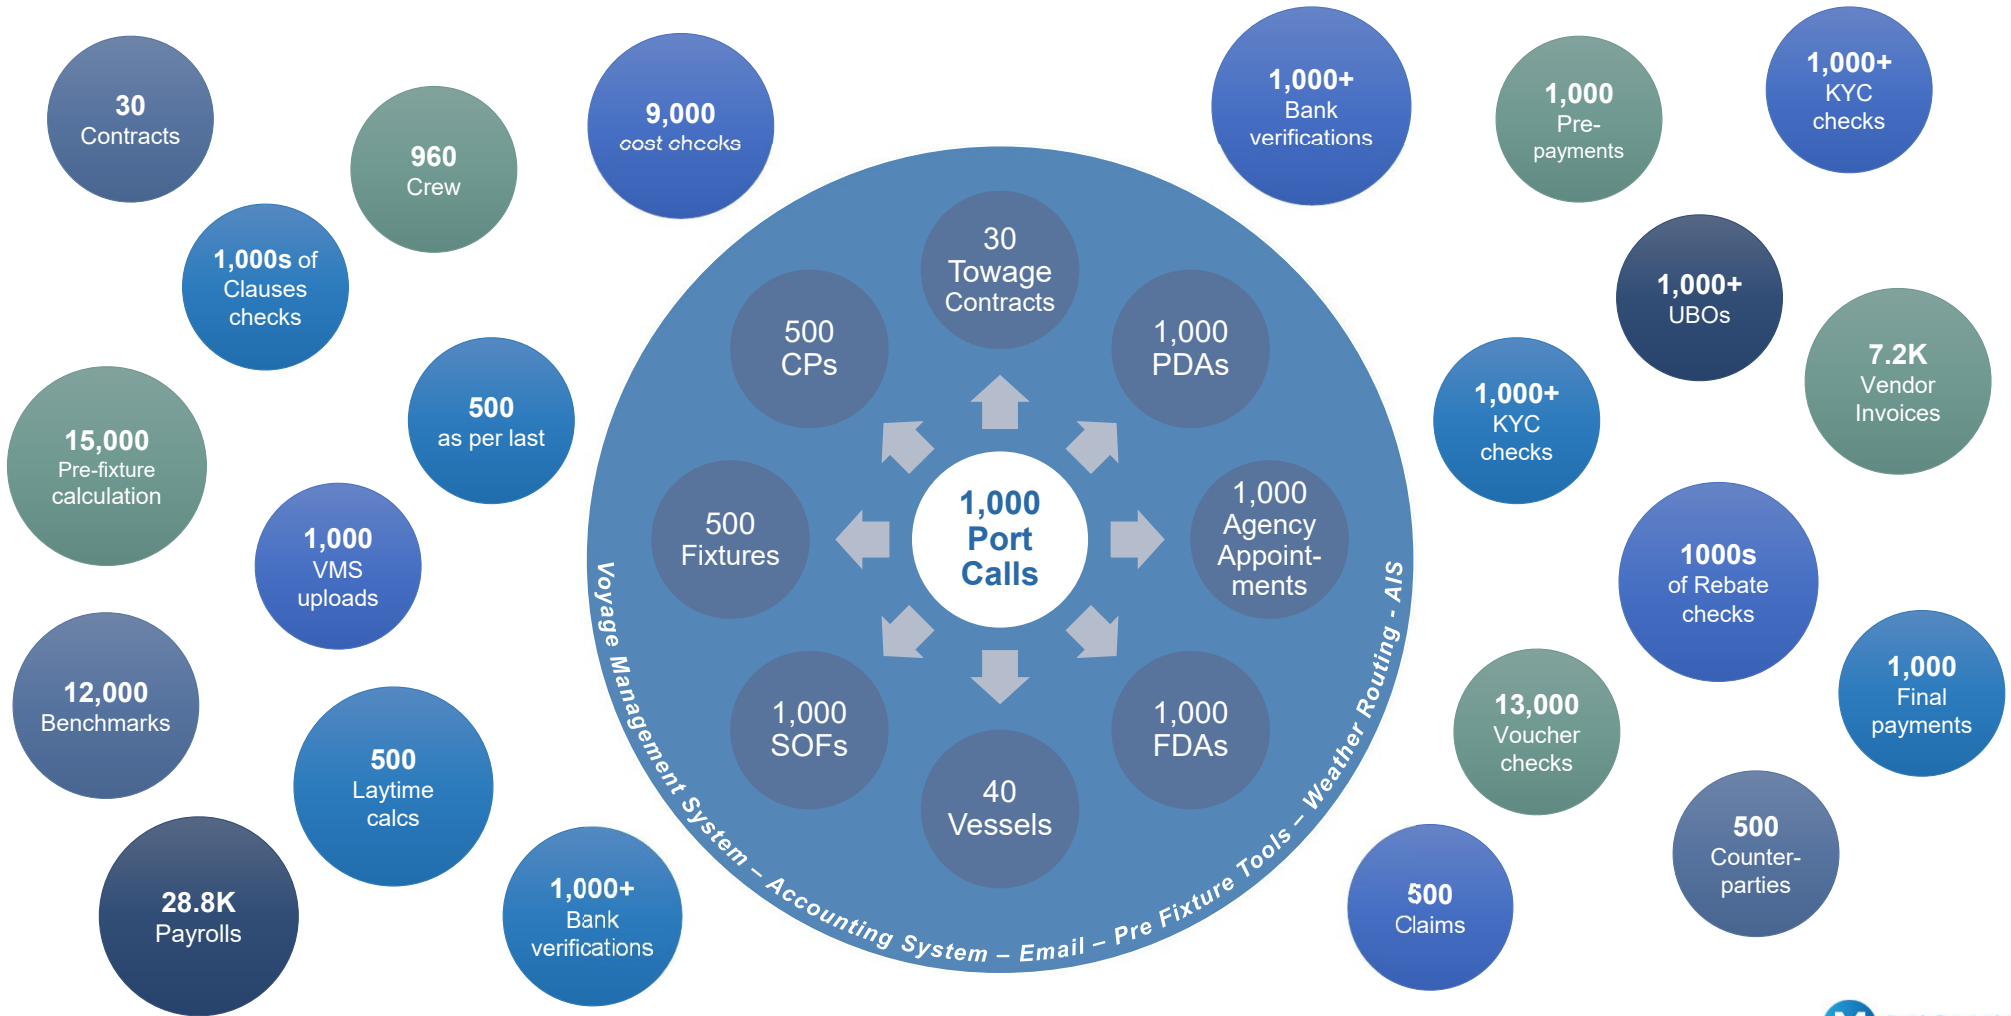 30
Contracts
960
Crew
9,000
cost checks
1,000s of
Clauses
checks
500
as per last
15,000
Pre-fixture
calculation
1,000
VMS
uploads
12,000
Benchmarks
500
Laytime
calcs
28.8K
Payrolls
1,000+
Bank
verifications
30
Towage
Contracts
500
CPs
1,000
PDAs
500
Fixtures
1,000
Port
Calls
1,000
Agency
Appoint-
ments
1,000
SOFs
1,000
FDAs
40
Vessels
Voyage Management System – Accounting System – Email – Pre Fixture Tools – Weather Routing - AIS
1,000+
Bank
verifications
1,000
Pre-
payments
1,000+
KYC
checks
1,000+
UBOs
7.2K
Vendor
Invoices
1,000+
KYC
checks
1000s
of Rebate
checks
1,000
Final
payments
13,000
Voucher
checks
500
Counter-
parties
500
Claims